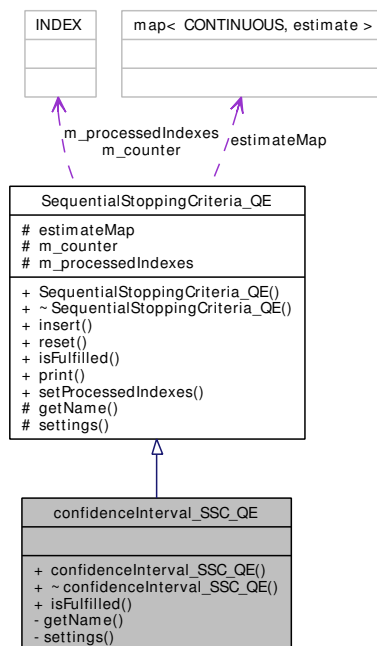 INDEX
map< CONTINUOUS, estimate >
m_processedIndexes
m_counter
estimateMap
SequentialStoppingCriteria_QE
# estimateMap
# m_counter
# m_processedIndexes
+ SequentialStoppingCriteria_QE()
+ ~SequentialStoppingCriteria_QE()
+ insert()
+ reset()
+ isFulfilled()
+ print()
+ setProcessedIndexes()
# getName()
# settings()
confidenceInterval_SSC_QE
+ confidenceInterval_SSC_QE()
+ ~confidenceInterval_SSC_QE()
+ isFulfilled()
- getName()
- settings()